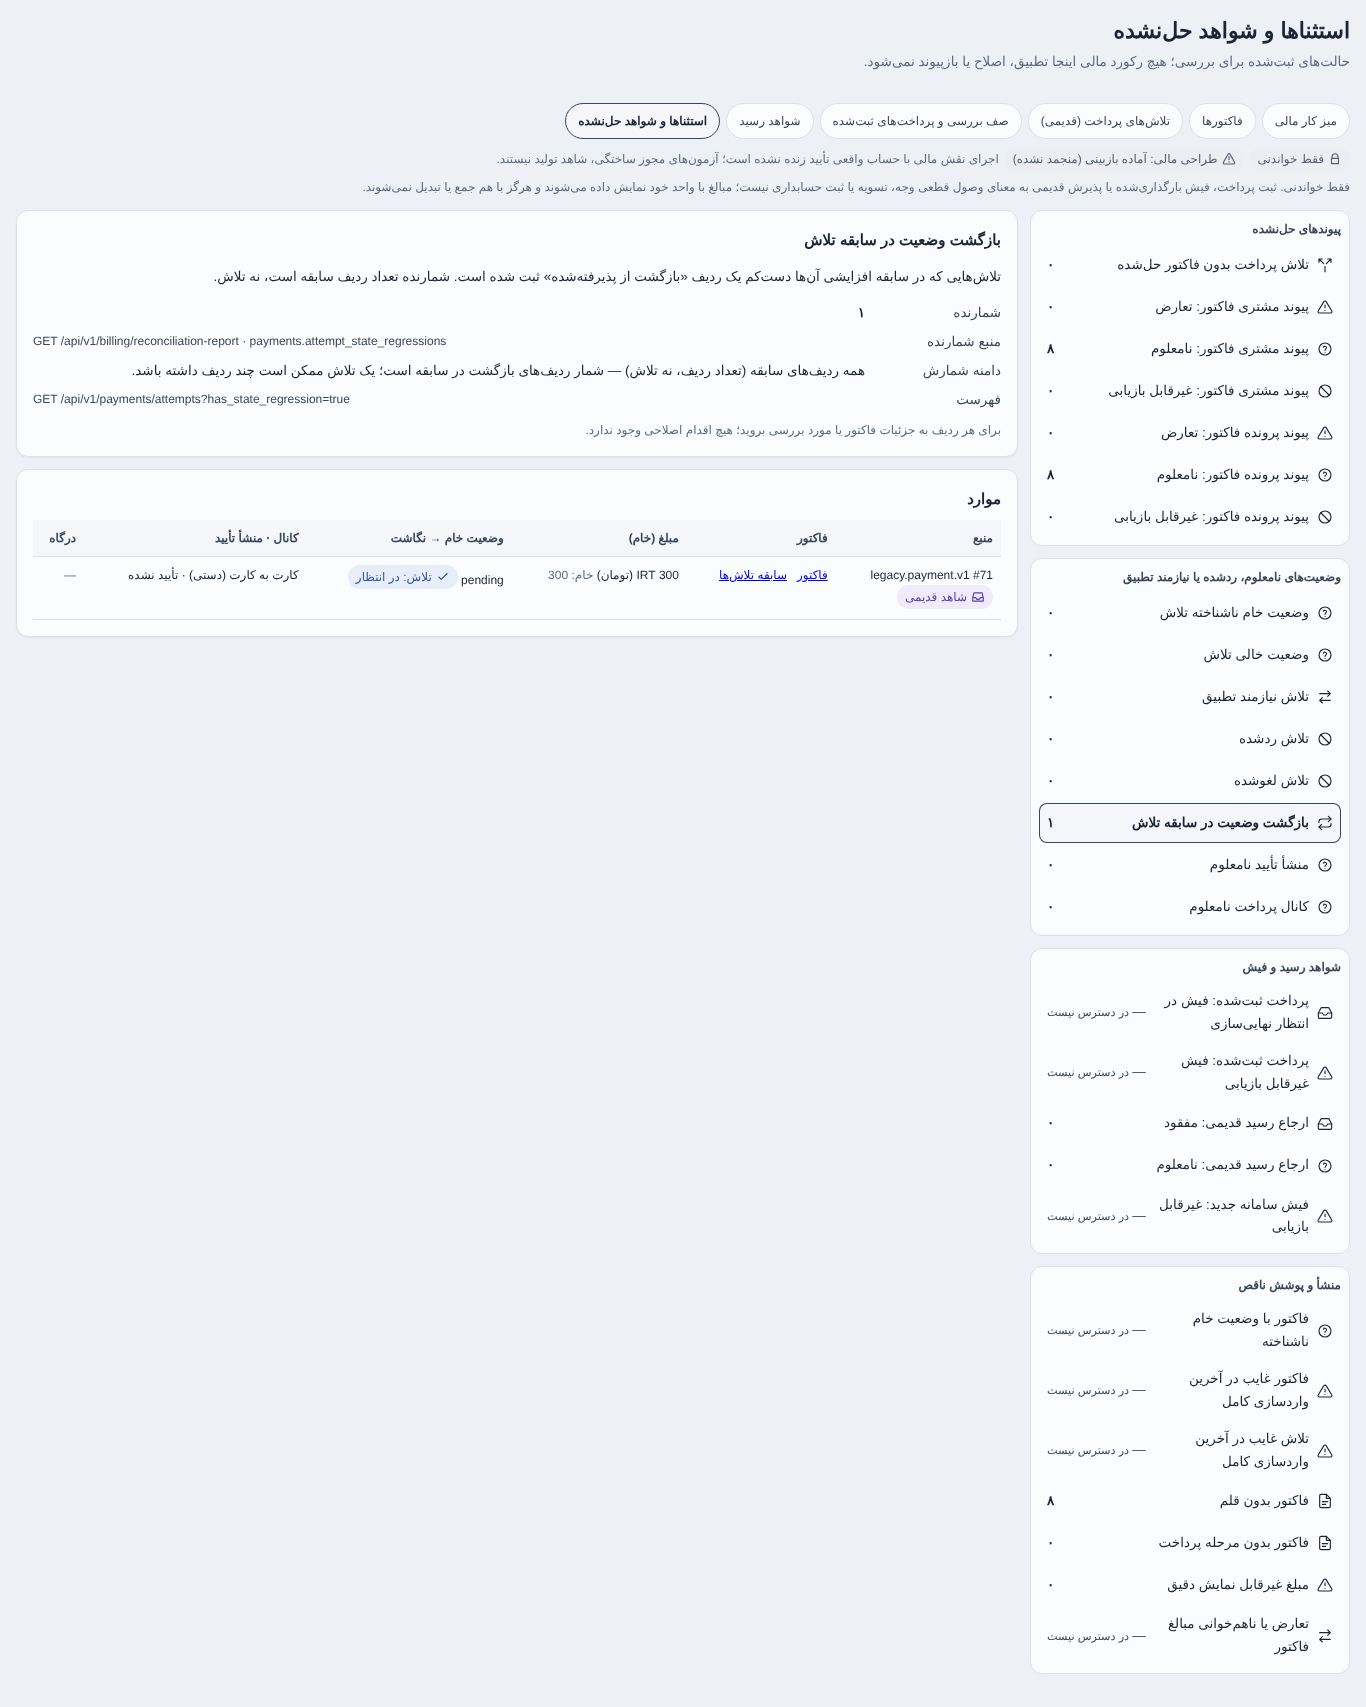 استثناها و شواهد حل‌نشده
حالت‌های ثبت‌شده برای بررسی؛ هیچ رکورد مالی اینجا تطبیق، اصلاح یا بازپیوند نمی‌شود.
میز کار مالی
فاکتورها
تلاش‌های پرداخت (قدیمی)
صف بررسی و پرداخت‌های ثبت‌شده
شواهد رسید
استثناها و شواهد حل‌نشده
فقط خواندنی
طراحی مالی: آماده بازبینی (منجمد نشده)
اجرای نقش مالی با حساب واقعی تأیید زنده نشده است؛ آزمون‌های مجوز ساختگی، شاهد تولید نیستند.
فقط خواندنی. ثبت پرداخت، فیش بارگذاری‌شده یا پذیرش قدیمی به معنای وصول قطعی وجه، تسویه یا ثبت حسابداری نیست؛ مبالغ با واحد خود نمایش داده می‌شوند و هرگز با هم جمع یا تبدیل نمی‌شوند.
پیوندهای حل‌نشده
تلاش پرداخت بدون فاکتور حل‌شده ۰
پیوند مشتری فاکتور: تعارض ۰
پیوند مشتری فاکتور: نامعلوم ۸
پیوند مشتری فاکتور: غیرقابل بازیابی ۰
پیوند پرونده فاکتور: تعارض ۰
پیوند پرونده فاکتور: نامعلوم ۸
پیوند پرونده فاکتور: غیرقابل بازیابی ۰
وضعیت‌های نامعلوم، ردشده یا نیازمند تطبیق
وضعیت خام ناشناخته تلاش ۰
وضعیت خالی تلاش ۰
تلاش نیازمند تطبیق ۰
تلاش ردشده ۰
تلاش لغوشده ۰
بازگشت وضعیت در سابقه تلاش ۱
منشأ تأیید نامعلوم ۰
کانال پرداخت نامعلوم ۰
شواهد رسید و فیش
پرداخت ثبت‌شده: فیش در
انتظار نهایی‌سازی
— در دسترس نیست
پرداخت ثبت‌شده: فیش
غیرقابل بازیابی
— در دسترس نیست
ارجاع رسید قدیمی: مفقود ۰
ارجاع رسید قدیمی: نامعلوم ۰
فیش سامانه جدید: غیرقابل
بازیابی
— در دسترس نیست
منشأ و پوشش ناقص
فاکتور با وضعیت خام
ناشناخته
— در دسترس نیست
فاکتور غایب در آخرین
واردسازی کامل
— در دسترس نیست
تلاش غایب در آخرین
واردسازی کامل
— در دسترس نیست
فاکتور بدون قلم ۸
فاکتور بدون مرحله پرداخت ۰
مبلغ غیرقابل نمایش دقیق ۰
تعارض یا ناهم‌خوانی مبالغ
فاکتور
— در دسترس نیست
بازگشت وضعیت در سابقه تلاش
تلاش‌هایی که در سابقه افزایشی آن‌ها دست‌کم یک ردیف «بازگشت از پذیرفته‌شده» ثبت شده است. شمارنده تعداد ردیف سابقه است، نه تلاش.
شمارنده ۱
منبع شمارنده GET /api/v1/billing/reconciliation-report · payments.attempt_state_regressions
دامنه شمارش همه ردیف‌های سابقه (تعداد ردیف، نه تلاش) — شمار ردیف‌های بازگشت در سابقه است؛ یک تلاش ممکن است چند ردیف داشته باشد.
فهرست GET /api/v1/payments/attempts?has_state_regression=true
برای هر ردیف به جزئیات فاکتور یا مورد بررسی بروید؛ هیچ اقدام اصلاحی وجود ندارد.
موارد
منبع فاکتور مبلغ (خام) وضعیت خام → نگاشت کانال · منشأ تأیید درگاه
legacy.payment.v1 #71 فاکتور سابقه تلاش‌ها 300 IRT (تومان) خام: 300 pending تلاش: در انتظار کارت به کارت (دستی) · تأیید نشده —
شاهد قدیمی